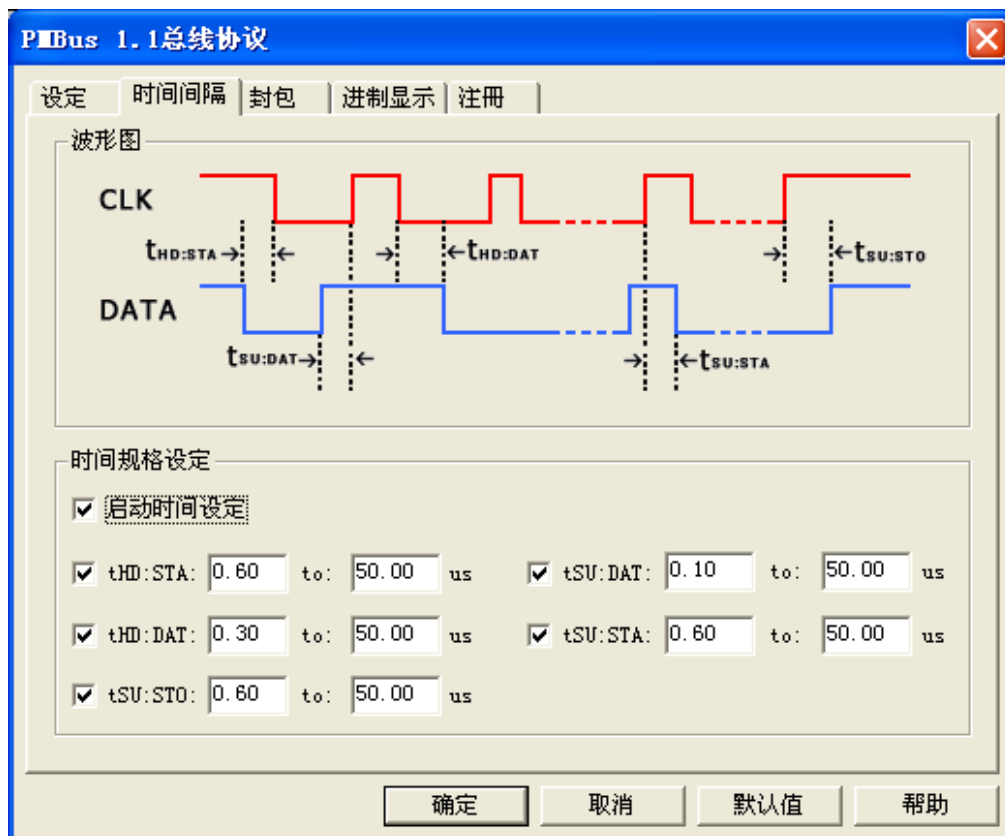 PMBus 1.1总线协议
设定 时间间隔 封包 进制显示 注冊
波形图
CLK
tHD:STA tHD:DAT tSU:STO
DATA
tSU:DAT tSU:STA
时间规格设定
启动时间设定
tHD:STA: 0.60 to: 50.00 us tSU:DAT: 0.10 to: 50.00 us
tHD:DAT: 0.30 to: 50.00 us tSU:STA: 0.60 to: 50.00 us
tSU:STO: 0.60 to: 50.00 us
确定 取消 默认值 帮助